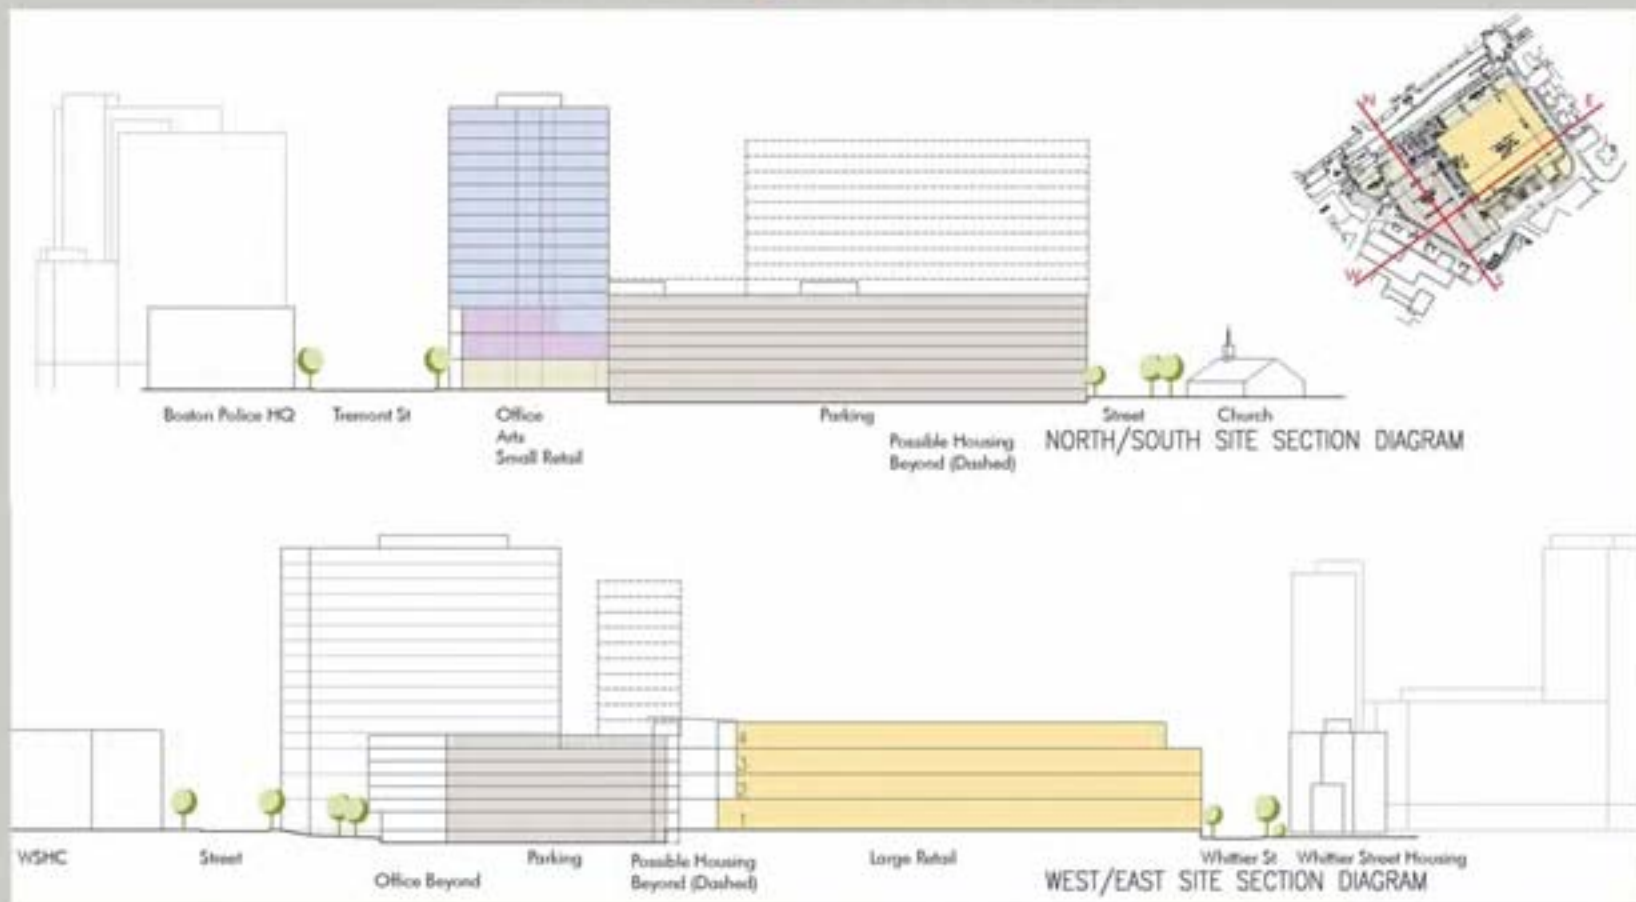 N
E
W
Boston Police HQ
Tremont St
Office
Arts
Small Retail
Parking
Possible Housing
Beyond (Dashed)
Street
Church
NORTH/SOUTH SITE SECTION DIAGRAM
4
3
2
1
WSHC
Street
Office Beyond
Parking
Possible Housing
Beyond (Dashed)
Large Retail
Whittier St
Whittier Street Housing
WEST/EAST SITE SECTION DIAGRAM